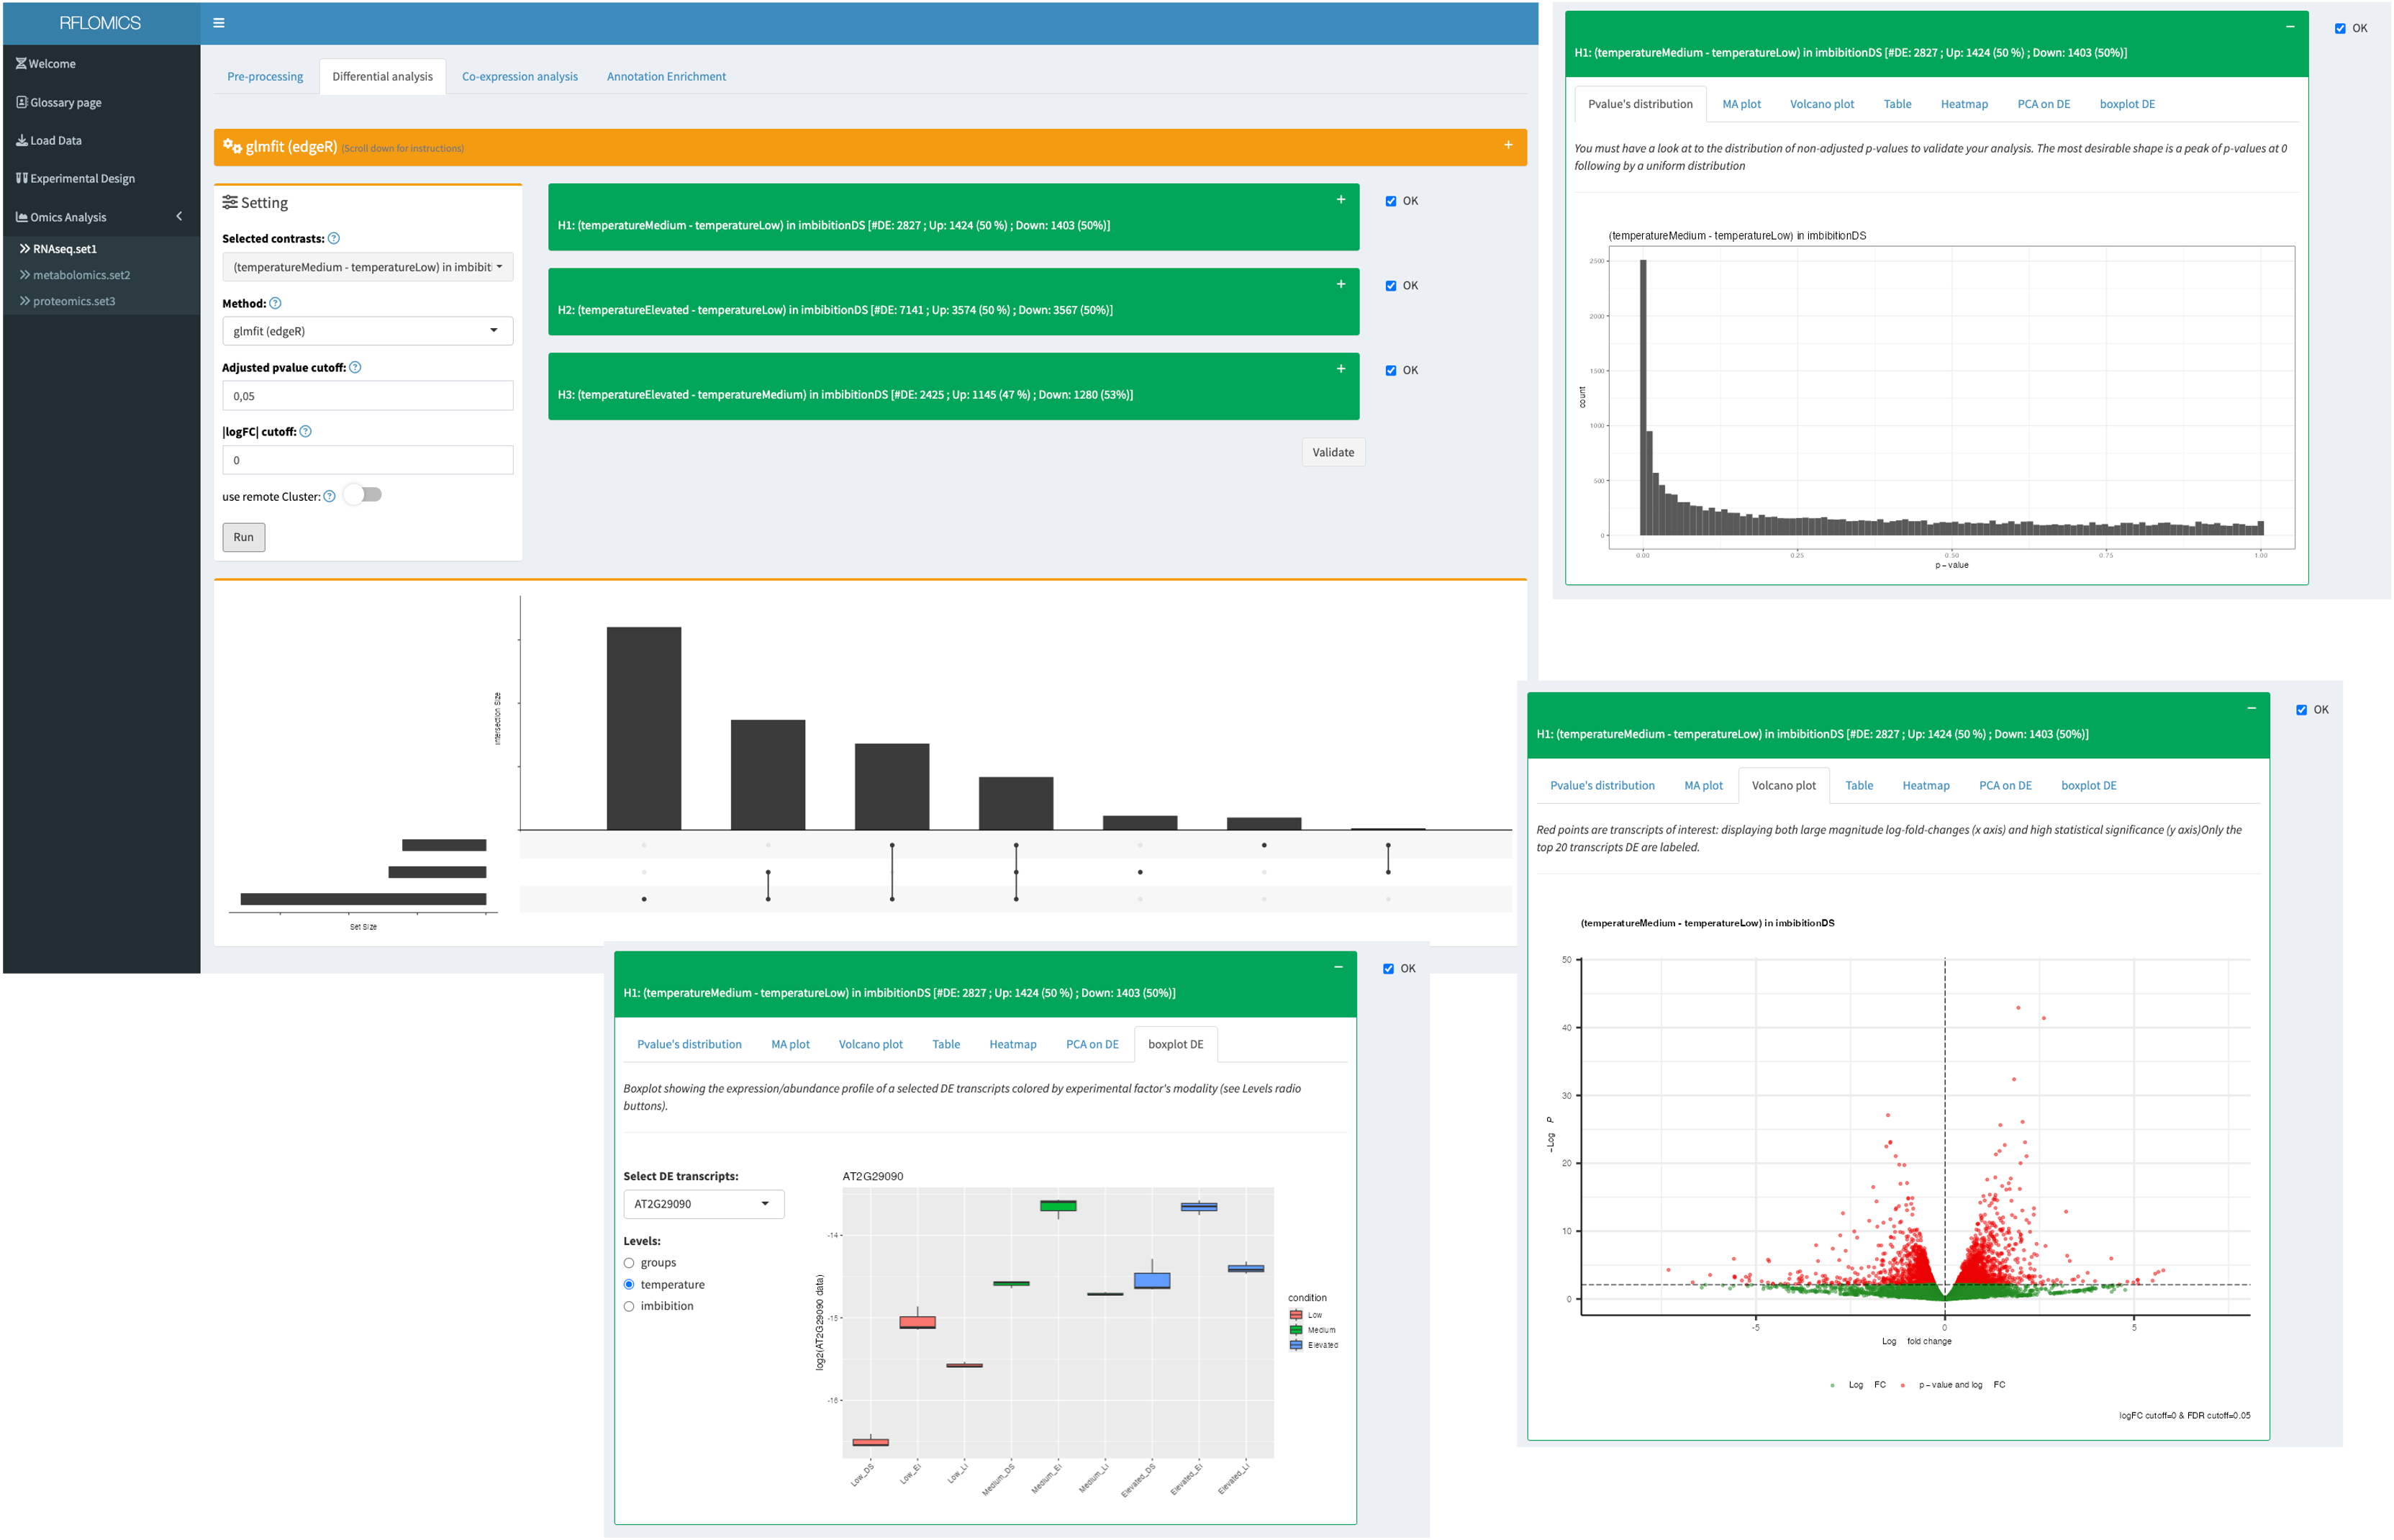 RFLOMICS
Welcome
Glossary page
Load Data
Experimental Design
Omics Analysis
RNAseq.set1
metabolomics.set2
proteomics.set3
Pre-processing Differential analysis Co-expression analysis Annotation Enrichment
glmfit (edgeR) (Scroll down for instructions)
Setting
Selected contrasts:
(temperatureMedium - temperatureLow) in imbibiti
Method:
glmfit (edgeR)
Adjusted pvalue cutoff:
0,05
|logFC| cutoff:
0
use remote Cluster:
Run
H1: (temperatureMedium - temperatureLow) in imbibitionDS [#DE: 2827 ; Up: 1424 (50 %) ; Down: 1403 (50%)]
OK
H2: (temperatureElevated - temperatureLow) in imbibitionDS [#DE: 7141 ; Up: 3574 (50 %) ; Down: 3567 (50%)]
OK
H3: (temperatureElevated - temperatureMedium) in imbibitionDS [#DE: 2425 ; Up: 1145 (47 %) ; Down: 1280 (53%)]
OK
Validate
Intersection Size
Set Size
H1: (temperatureMedium - temperatureLow) in imbibitionDS [#DE: 2827 ; Up: 1424 (50 %) ; Down: 1403 (50%)]
OK
Pvalue's distribution MA plot Volcano plot Table Heatmap PCA on DE boxplot DE
You must have a look at to the distribution of non-adjusted p-values to validate your analysis. The most desirable shape is a peak of p-values at 0
following by a uniform distribution
(temperatureMedium - temperatureLow) in imbibitionDS
count
2500
2000
1500
1000
500
0
0.00 0.25 0.50 0.75 1.00
p-value
H1: (temperatureMedium - temperatureLow) in imbibitionDS [#DE: 2827 ; Up: 1424 (50 %) ; Down: 1403 (50%)]
OK
Pvalue's distribution MA plot Volcano plot Table Heatmap PCA on DE boxplot DE
Red points are transcripts of interest: displaying both large magnitude log-fold-changes (x axis) and high statistical significance (y axis)Only the
top 20 transcripts DE are labeled.
(temperatureMedium - temperatureLow) in imbibitionDS
-Log P
50
40
30
20
10
0
-5 0 5
Log fold change
Log FC p-value and log FC
logFC cutoff=0 & FDR cutoff=0.05
H1: (temperatureMedium - temperatureLow) in imbibitionDS [#DE: 2827 ; Up: 1424 (50 %) ; Down: 1403 (50%)]
OK
Pvalue's distribution MA plot Volcano plot Table Heatmap PCA on DE boxplot DE
Boxplot showing the expression/abundance profile of a selected DE transcripts colored by experimental factor's modality (see Levels radio
buttons).
Select DE transcripts:
AT2G29090
Levels:
groups
temperature
imbibition
AT2G29090
log2(AT2G29090 data)
-14
-15
-16
Low_DS Low_EI Low_LI Medium_DS Medium_EI Medium_LI Elevated_DS Elevated_EI Elevated_LI
condition
Low
Medium
Elevated